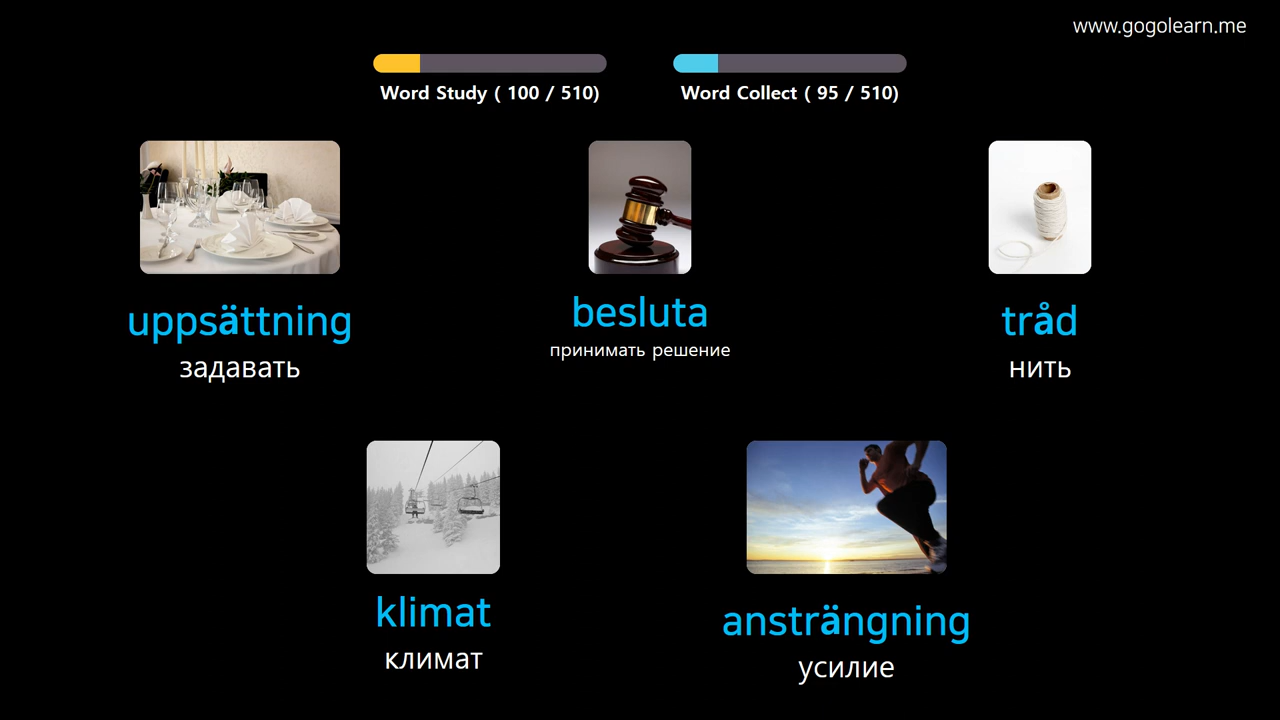 www.gogolearn.me
Word Study ( 100 / 510)
Word Collect ( 95 / 510)
uppsättning
задавать
besluta
принимать решение
tråd
нить
klimat
климат
ansträngning
усилие